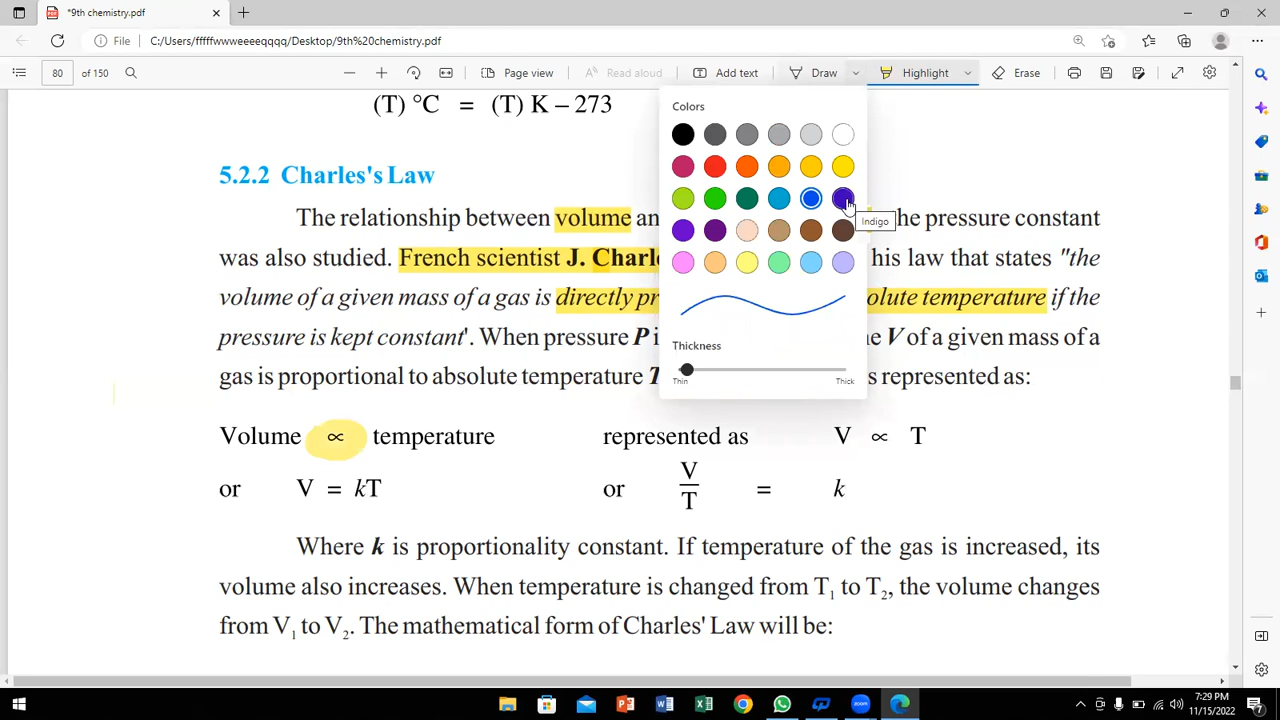 *9th chemistry.pdf
File C:/Users/fffffwwweeeeqqqq/Desktop/9th%20chemistry.pdf
80 of 150 Page view Read aloud Add text Draw Highlight Erase
(T) °C = (T) K – 273
Colors
Indigo
Thickness
Thin Thick
5.2.2 Charles's Law
The relationship between volume an he pressure constant
was also studied. French scientist J. Charl his law that states "the
volume of a given mass of a gas is directly pr solute temperature if the
pressure is kept constant'. When pressure P i e V of a given mass of a
gas is proportional to absolute temperature T s represented as:
Volume ∝ temperature represented as V ∝ T
or V = kT or V/T = k
Where k is proportionality constant. If temperature of the gas is increased, its
volume also increases. When temperature is changed from T₁ to T₂, the volume changes
from V₁ to V₂. The mathematical form of Charles' Law will be:
zoom
7:29 PM
11/15/2022